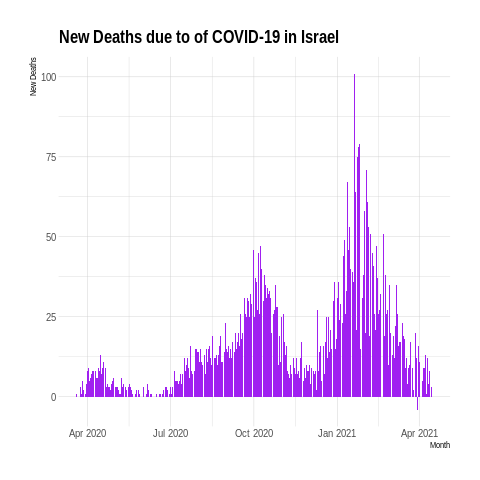 New Deaths due to of COVID-19 in Israel
New Deaths
100
75
50
25
0
Apr 2020 Jul 2020 Oct 2020 Jan 2021 Apr 2021
Month